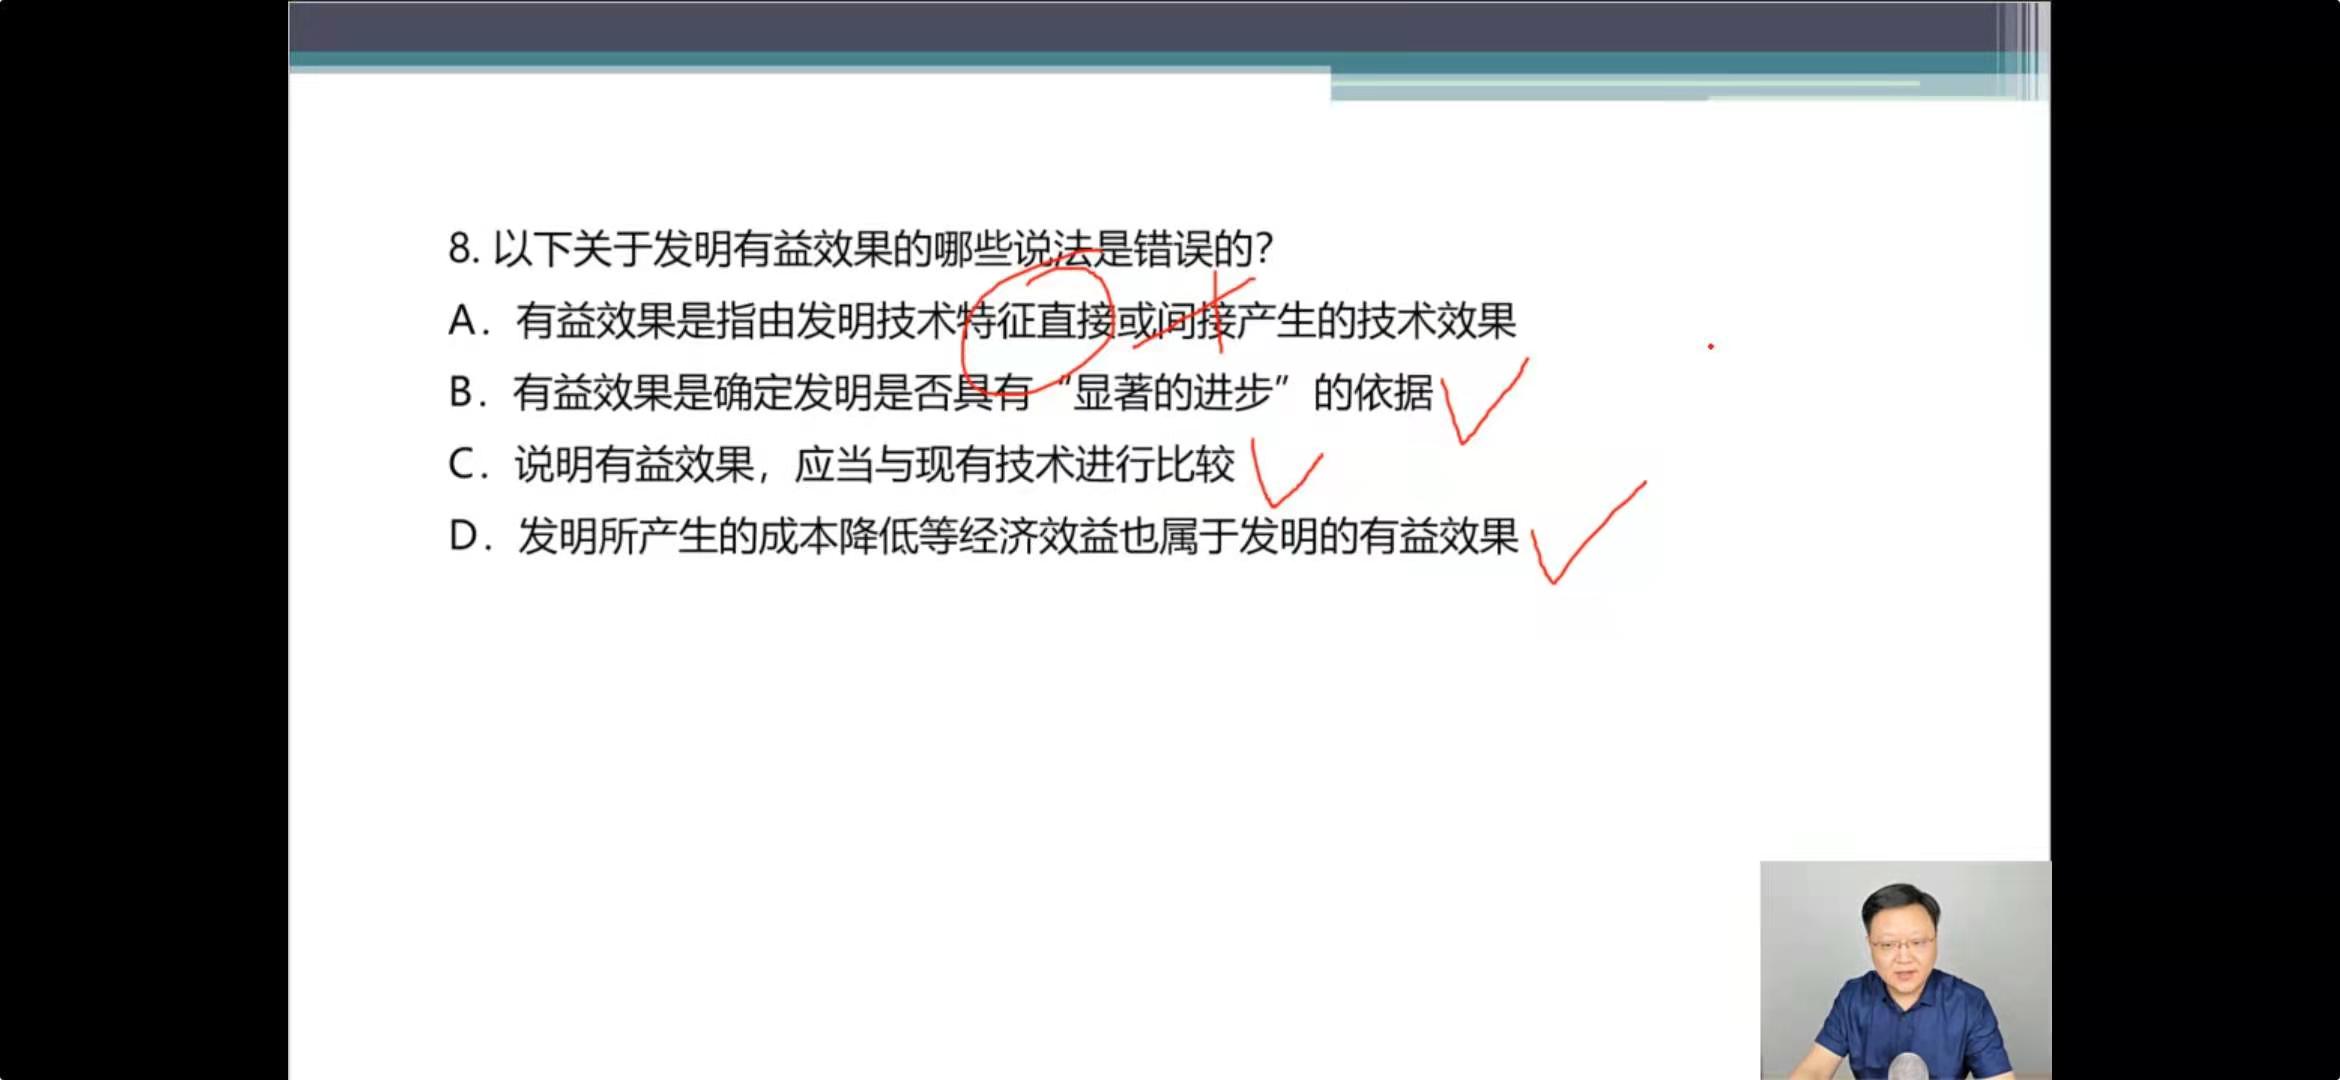 8. 以下关于发明有益效果的哪些说法是错误的？
A．有益效果是指由发明技术特征直接或间接产生的技术效果
B．有益效果是确定发明是否具有“显著的进步”的依据
C．说明有益效果，应当与现有技术进行比较
D．发明所产生的成本降低等经济效益也属于发明的有益效果